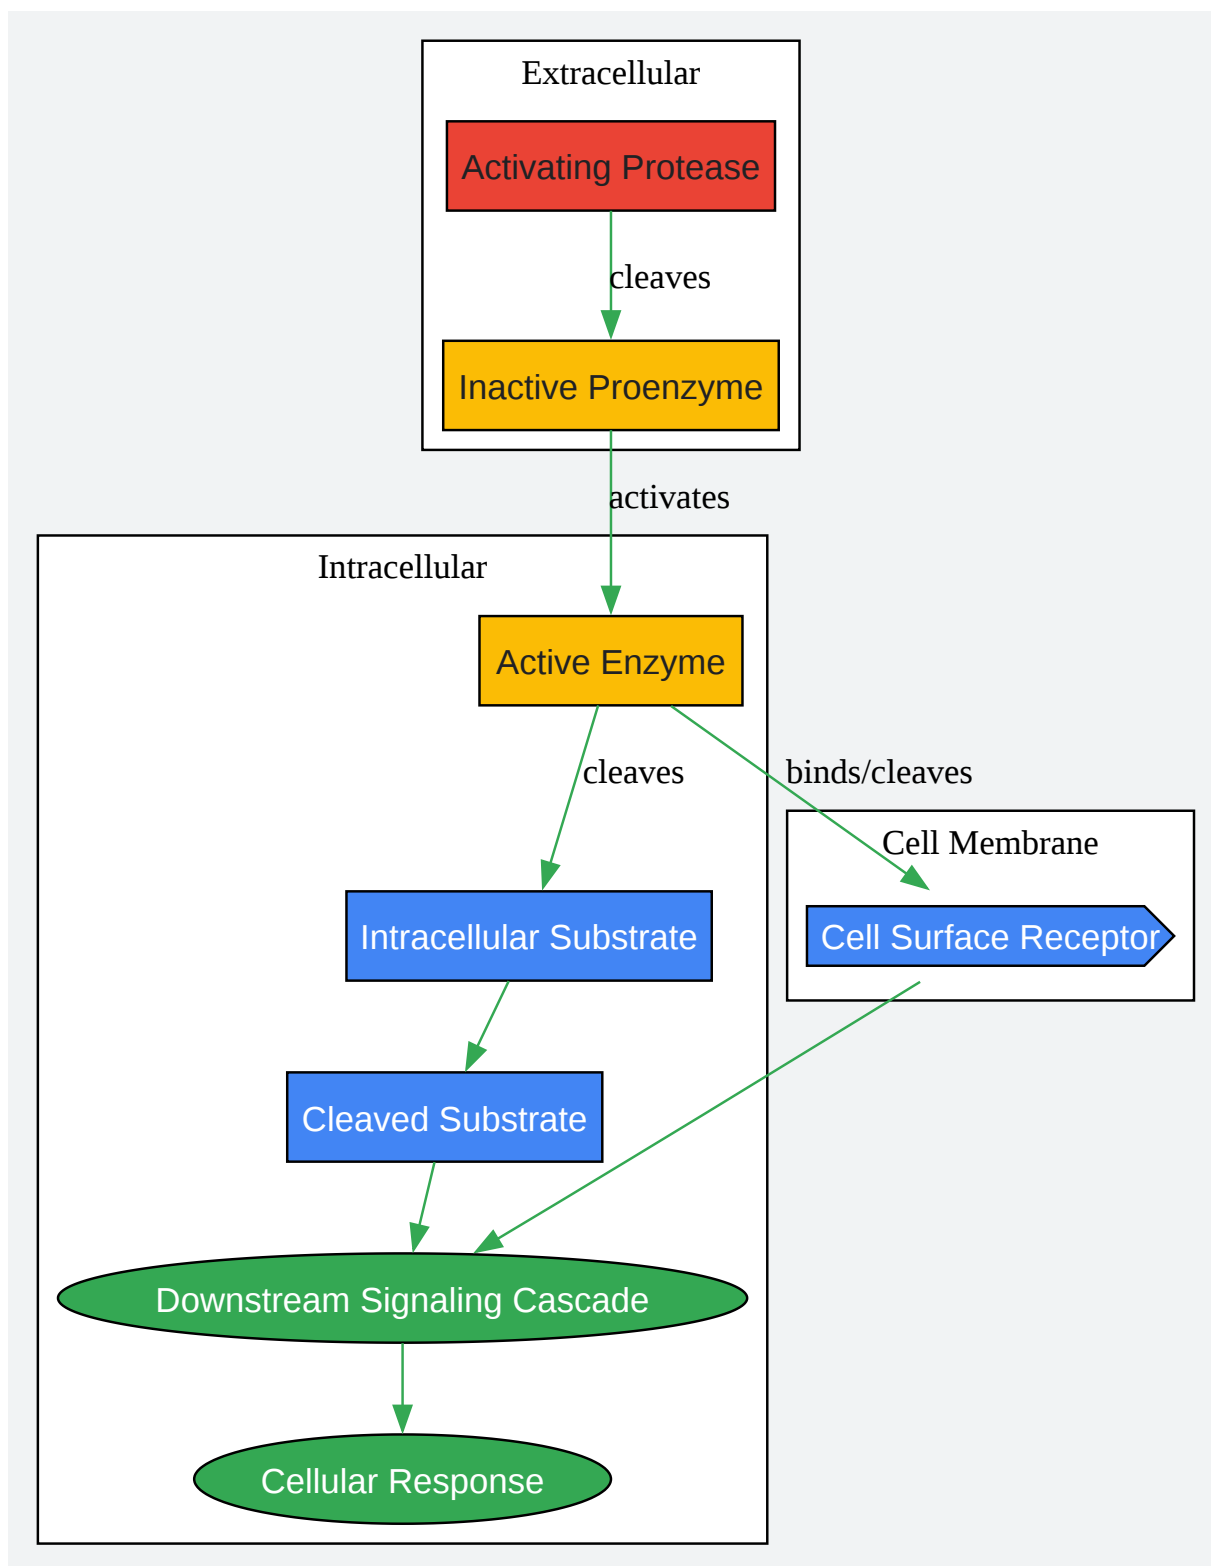 Extracellular
Activating Protease
cleaves
Inactive Proenzyme
activates
Intracellular
Active Enzyme
cleaves
binds/cleaves
Cell Membrane
Intracellular Substrate
Cell Surface Receptor
Cleaved Substrate
Downstream Signaling Cascade
Cellular Response